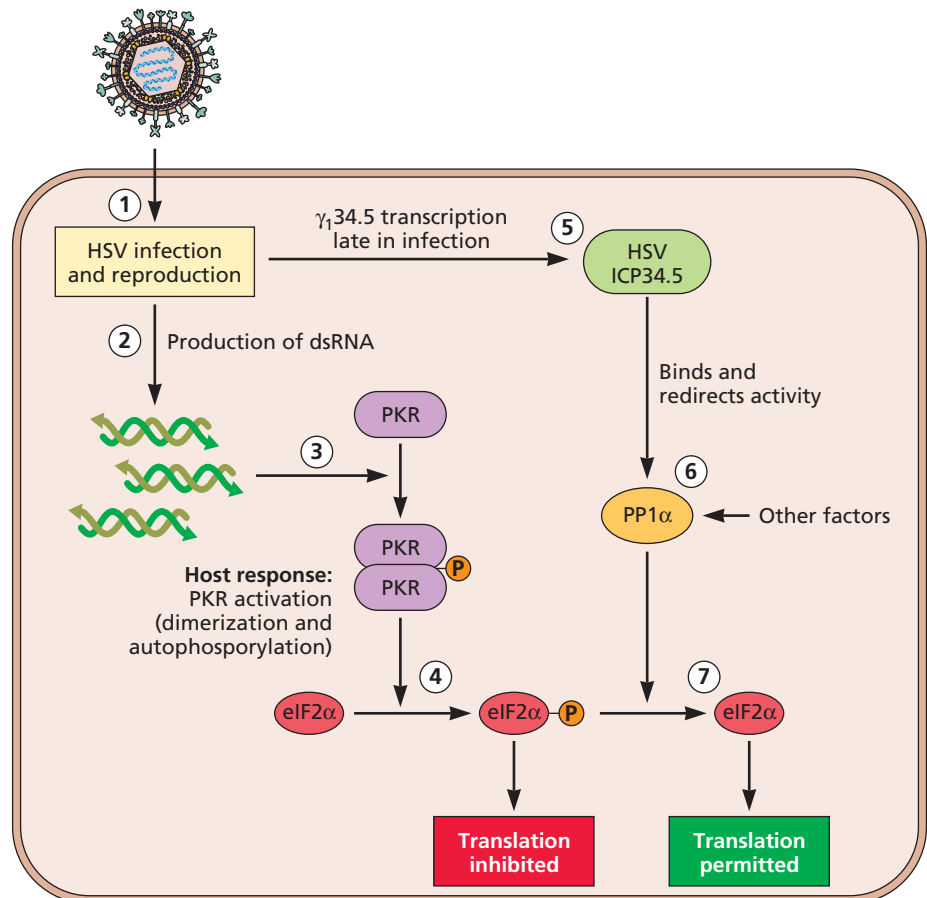 1
HSV infection
and reproduction
γ₁34.5 transcription
late in infection
5
HSV
ICP34.5
2
Production of dsRNA
Binds and
redirects activity
3
PKR
6
PP1α
Other factors
PKR
P
PKR
Host response:
PKR activation
(dimerization and
autophosporylation)
4
7
eIF2α
eIF2α
P
eIF2α
Translation
inhibited
Translation
permitted